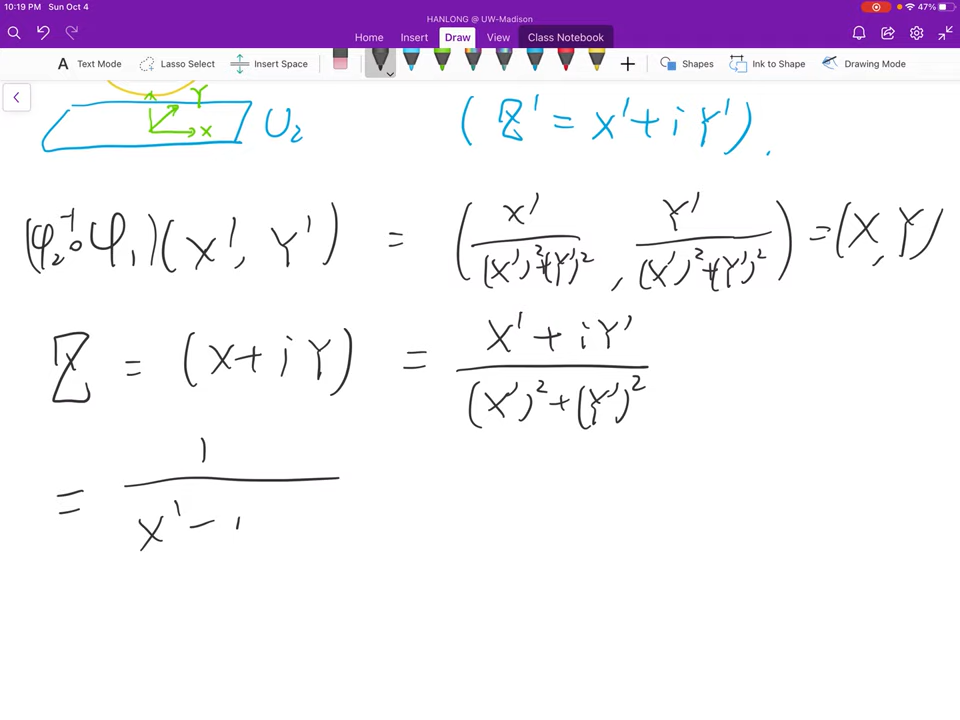 10:19 PM Sun Oct 4
47%
HANLONG @ UW-Madison
Home Insert Draw View Class Notebook
A Text Mode Lasso Select Insert Space Shapes Ink to Shape Drawing Mode
Y
X
U₂ (Z' = X' + iY').
(φ₂⁻¹∘φ₁)(X', Y') = (X'/((X')²+(Y')²), Y'/((X')²+(Y')²)) = (X, Y)
Z = (X+iY) = (X'+iY')/((X')²+(Y')²)
= 1/(X' −